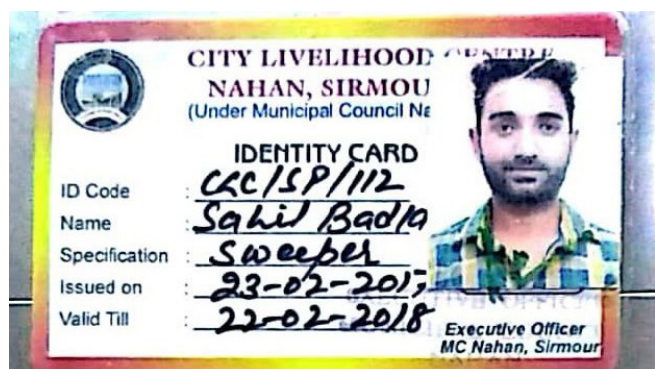 CITY LIVELIHOOD CENTRE
NAHAN, SIRMOU
(Under Municipal Council Na
IDENTITY CARD
ID Code : CLC/SP/112
Name : Sahil Badla
Specification : Sweeper
Issued on : 23-02-2017
Valid Till : 22-02-2018
Executive Officer
MC Nahan, Sirmour